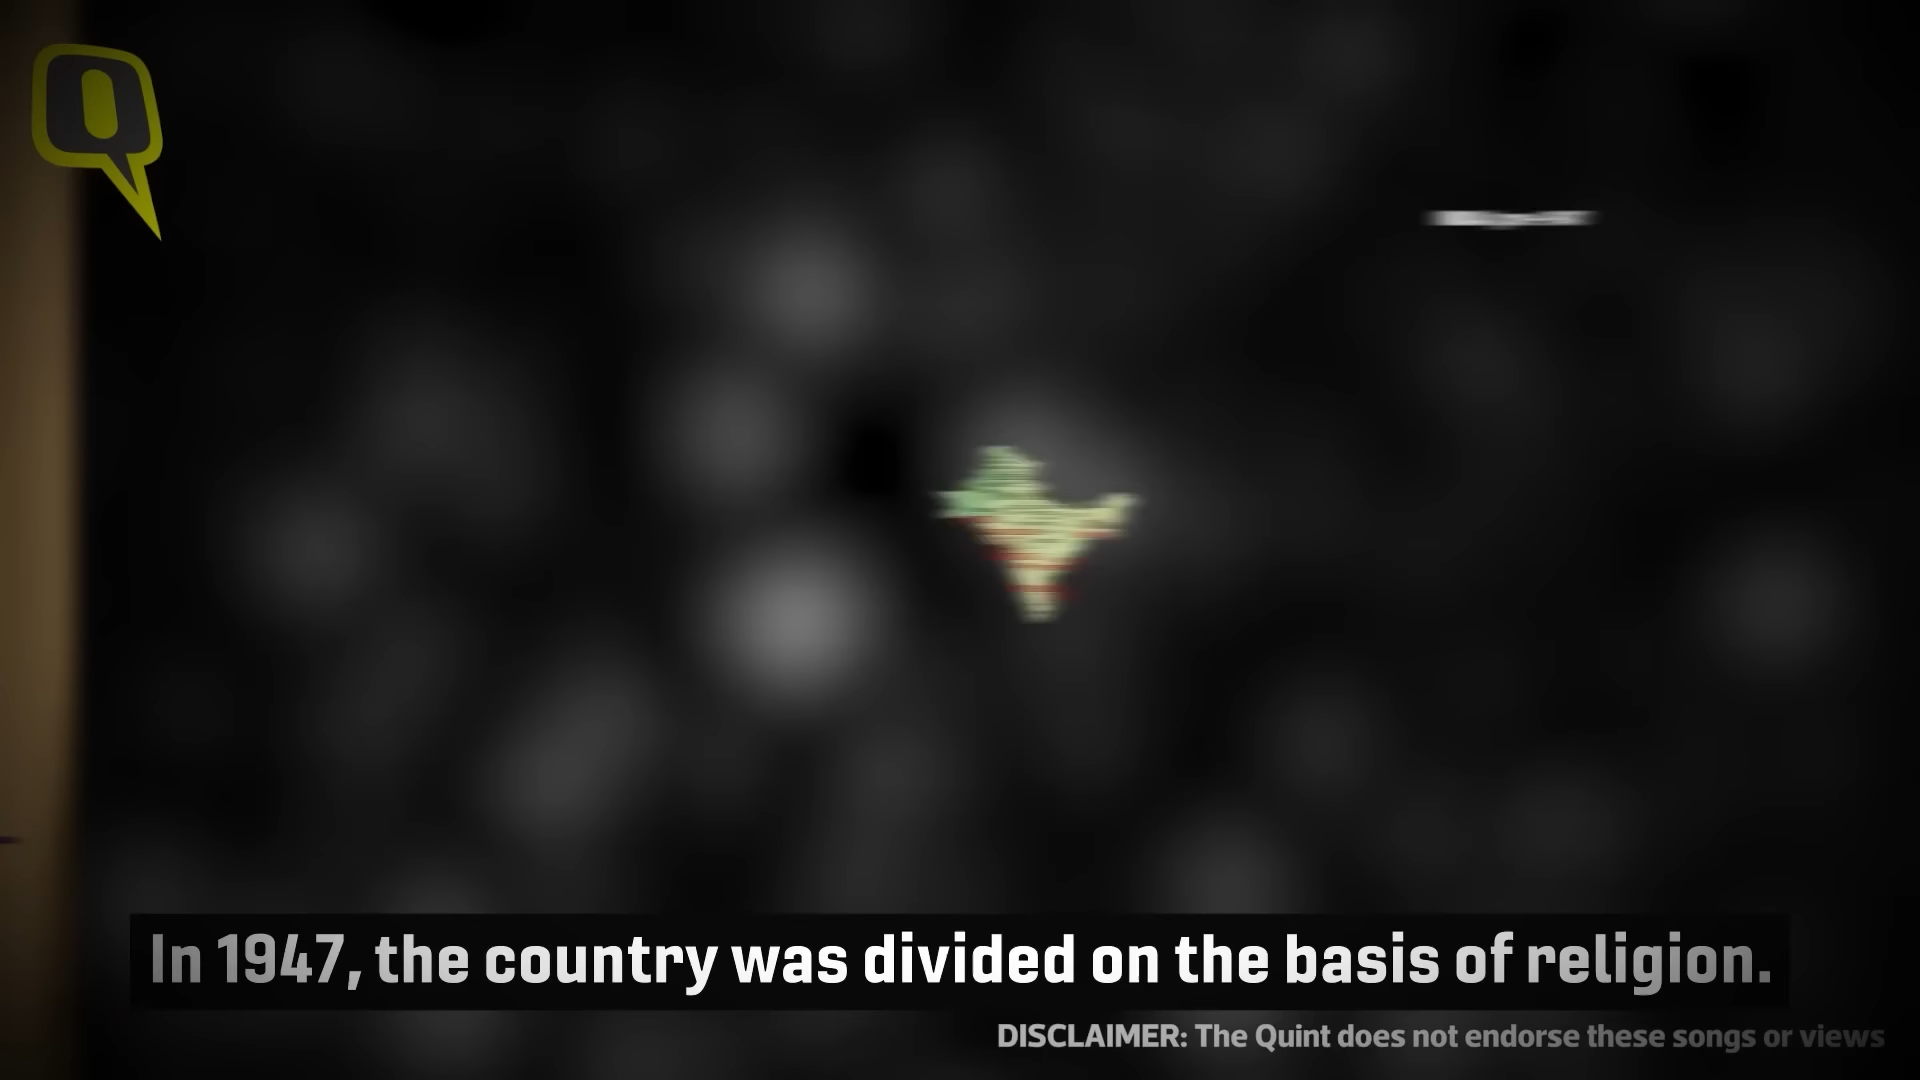 In 1947, the country was divided on the basis of religion.
DISCLAIMER: The Quint does not endorse these songs or views